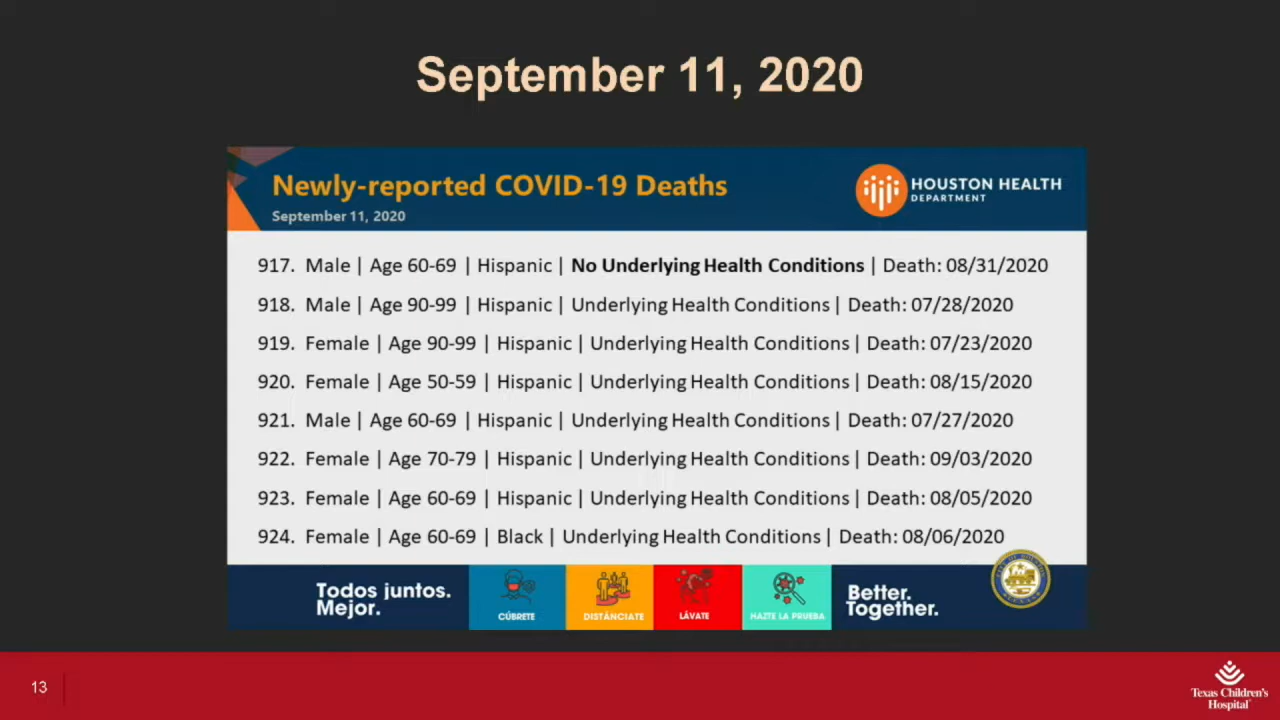 September 11, 2020
Newly-reported COVID-19 Deaths
September 11, 2020
HOUSTON HEALTH
DEPARTMENT
917. Male | Age 60-69 | Hispanic | No Underlying Health Conditions | Death: 08/31/2020
918. Male | Age 90-99 | Hispanic | Underlying Health Conditions | Death: 07/28/2020
919. Female | Age 90-99 | Hispanic | Underlying Health Conditions | Death: 07/23/2020
920. Female | Age 50-59 | Hispanic | Underlying Health Conditions | Death: 08/15/2020
921. Male | Age 60-69 | Hispanic | Underlying Health Conditions | Death: 07/27/2020
922. Female | Age 70-79 | Hispanic | Underlying Health Conditions | Death: 09/03/2020
923. Female | Age 60-69 | Hispanic | Underlying Health Conditions | Death: 08/05/2020
924. Female | Age 60-69 | Black | Underlying Health Conditions | Death: 08/06/2020
Todos juntos.
Mejor.
CÚBRETE
DISTÁNCIATE
LÁVATE
HAZTE LA PRUEBA
Better.
Together.
13
Texas Children's
Hospital